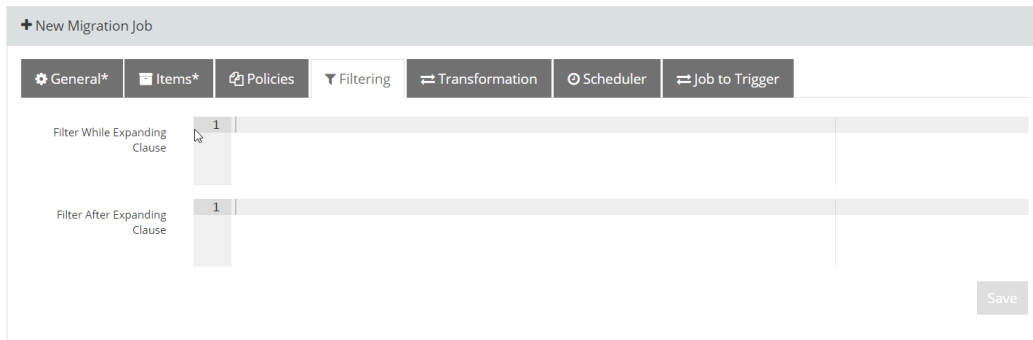 New Migration Job
General* Items* Policies Filtering Transformation Scheduler Job to Trigger
Filter While Expanding
Clause
1
Filter After Expanding
Clause
1
Save